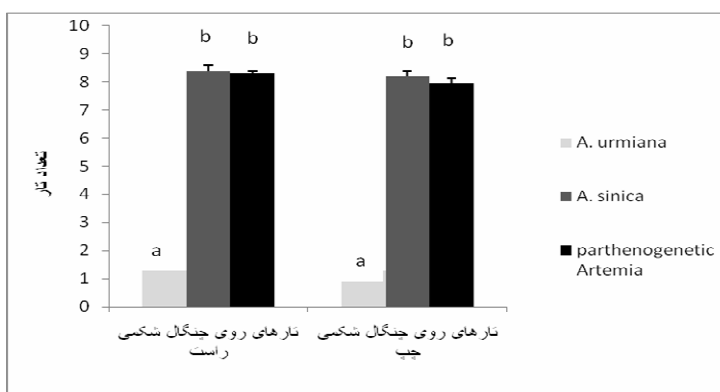 10
9
8
7
6
5
4
3
2
1
0
تعداد تار
a
b
b
a
b
b
تارهای روی چنگال شکمی
راست
تارهای روی چنگال شکمی
چپ
A. urmiana
A. sinica
parthenogenetic
Artemia